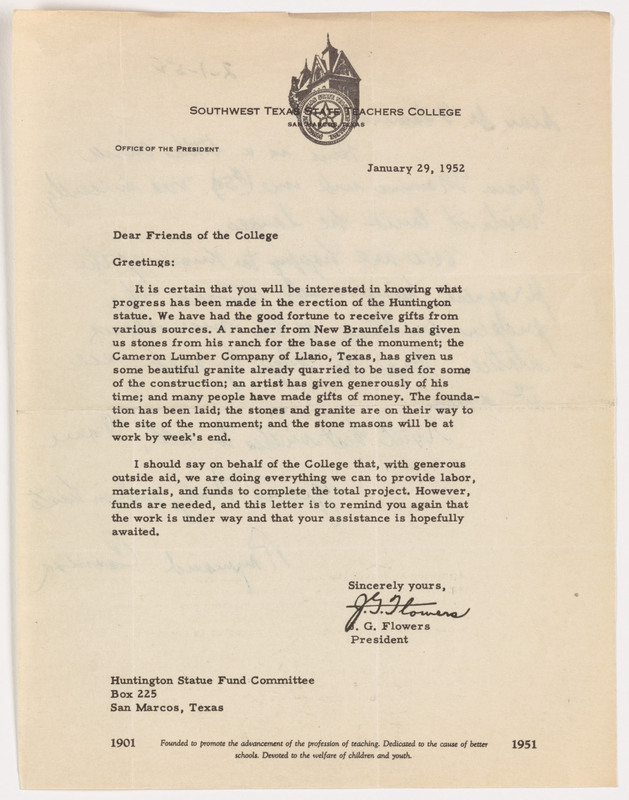 SOUTHWEST TEXAS STATE TEACHERS COLLEGE
SAN MARCOS, TEXAS
OFFICE OF THE PRESIDENT
January 29, 1952
Dear Friends of the College
Greetings:
It is certain that you will be interested in knowing what
progress has been made in the erection of the Huntington
statue. We have had the good fortune to receive gifts from
various sources. A rancher from New Braunfels has given
us stones from his ranch for the base of the monument; the
Cameron Lumber Company of Llano, Texas, has given us
some beautiful granite already quarried to be used for some
of the construction; an artist has given generously of his
time; and many people have made gifts of money. The founda-
tion has been laid; the stones and granite are on their way to
the site of the monument; and the stone masons will be at
work by week's end.
I should say on behalf of the College that, with generous
outside aid, we are doing everything we can to provide labor,
materials, and funds to complete the total project. However,
funds are needed, and this letter is to remind you again that
the work is under way and that your assistance is hopefully
awaited.
Sincerely yours,
J. G. Flowers
J. G. Flowers
President
Huntington Statue Fund Committee
Box 225
San Marcos, Texas
1901 Founded to promote the advancement of the profession of teaching. Dedicated to the cause of better 1951
schools. Devoted to the welfare of children and youth.